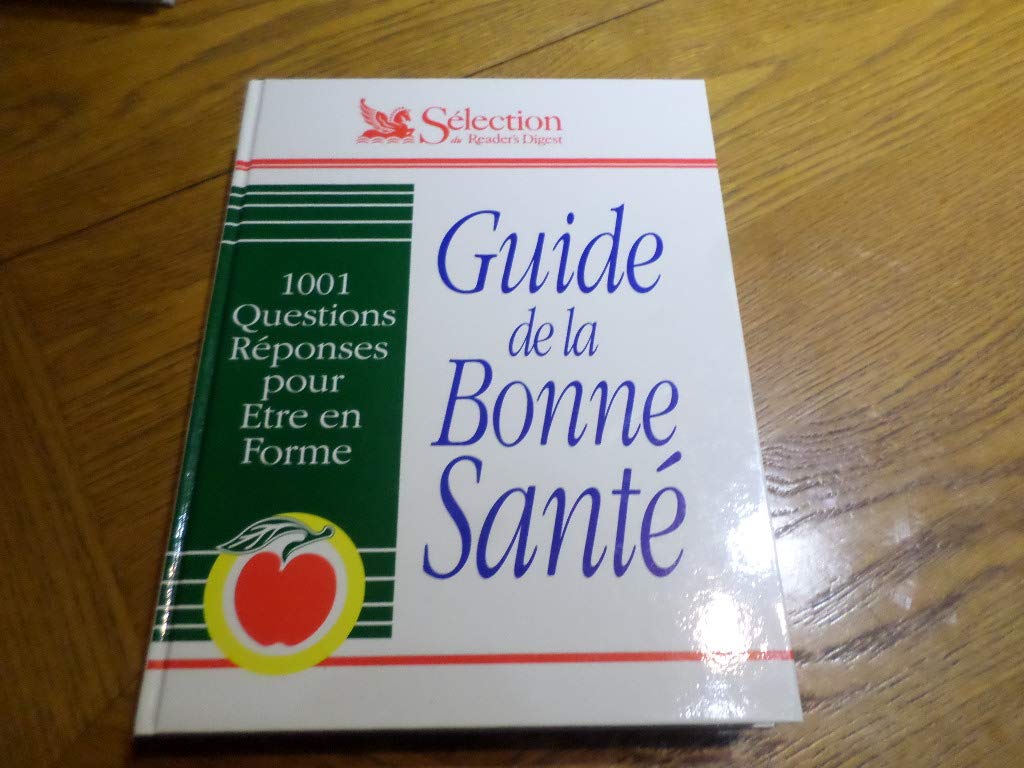 Sélection
du Reader's Digest
1001
Questions
Réponses
pour
Etre en
Forme
Guide
de la
Bonne
Santé